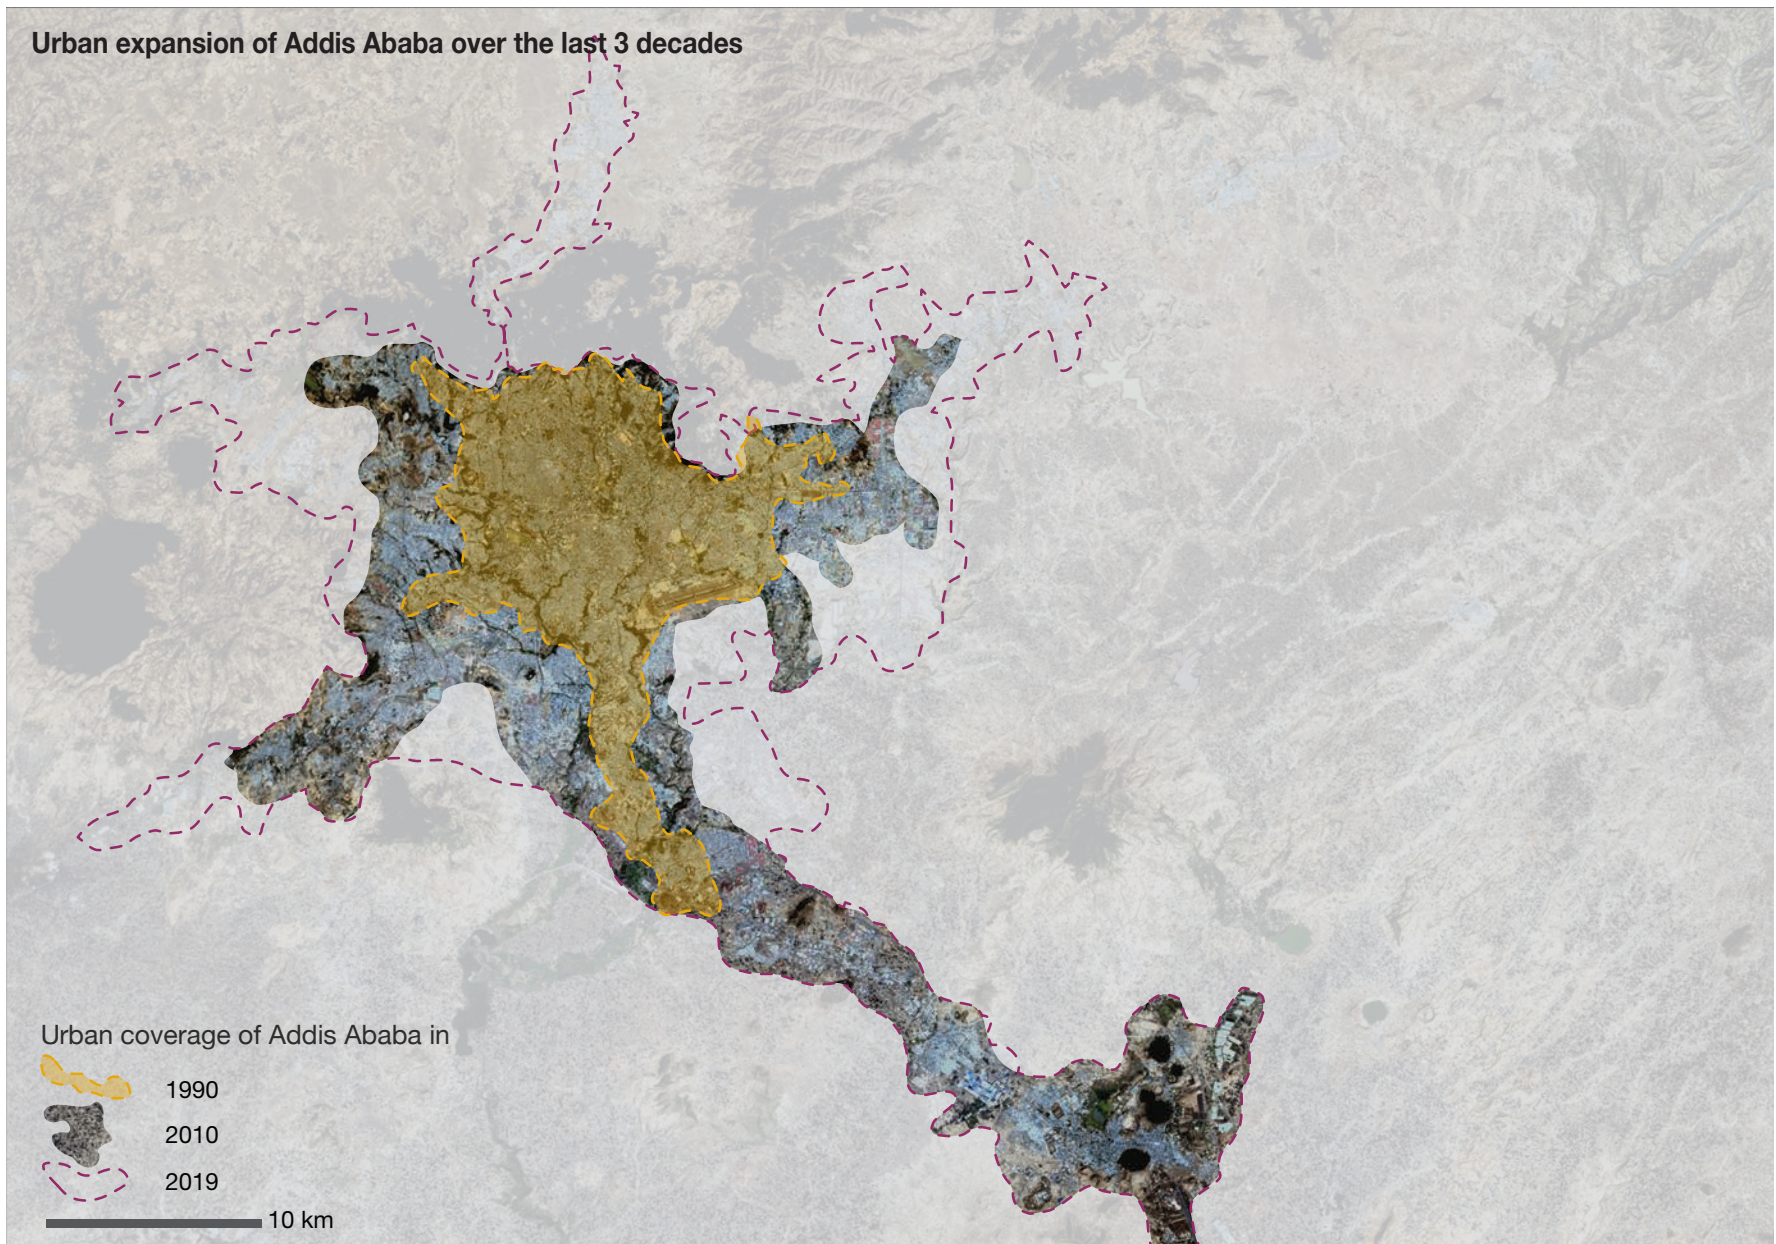 Urban expansion of Addis Ababa over the last 3 decades
Urban coverage of Addis Ababa in
1990
2010
2019
10 km